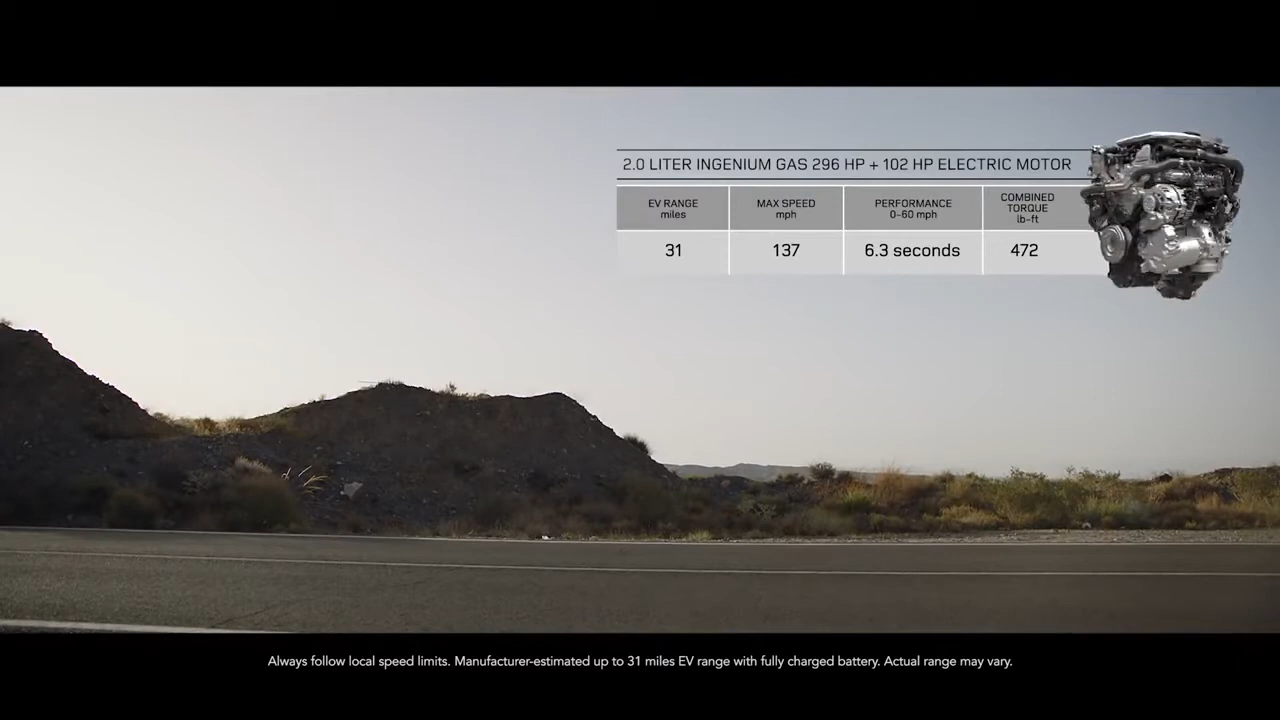 2.0 LITER INGENIUM GAS 296 HP + 102 HP ELECTRIC MOTOR
EV RANGE
miles
MAX SPEED
mph
PERFORMANCE
0-60 mph
COMBINED
TORQUE
lb-ft
31
137
6.3 seconds
472
Always follow local speed limits. Manufacturer-estimated up to 31 miles EV range with fully charged battery. Actual range may vary.